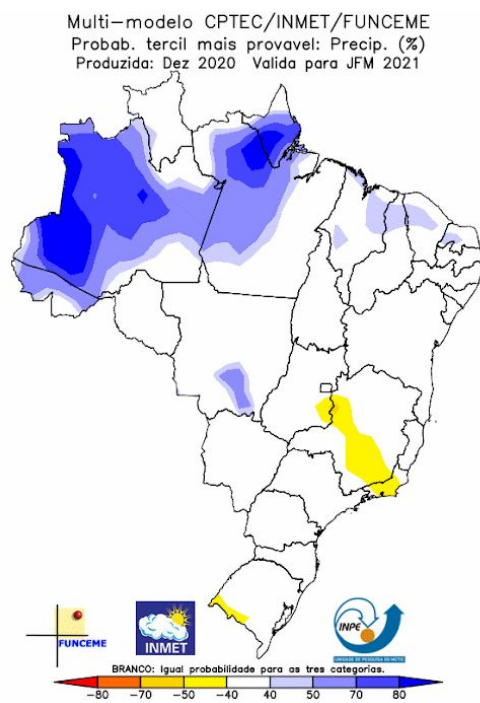 Multi-modelo CPTEC/INMET/FUNCEME
Probab. tercil mais provavel: Precip. (%)
Produzida: Dez 2020 Valida para JFM 2021
FUNCEME
INMET
INPE
BRANCO: Igual probabilidade para as tres categorias.
-80 -70 -50 -40 40 50 70 80